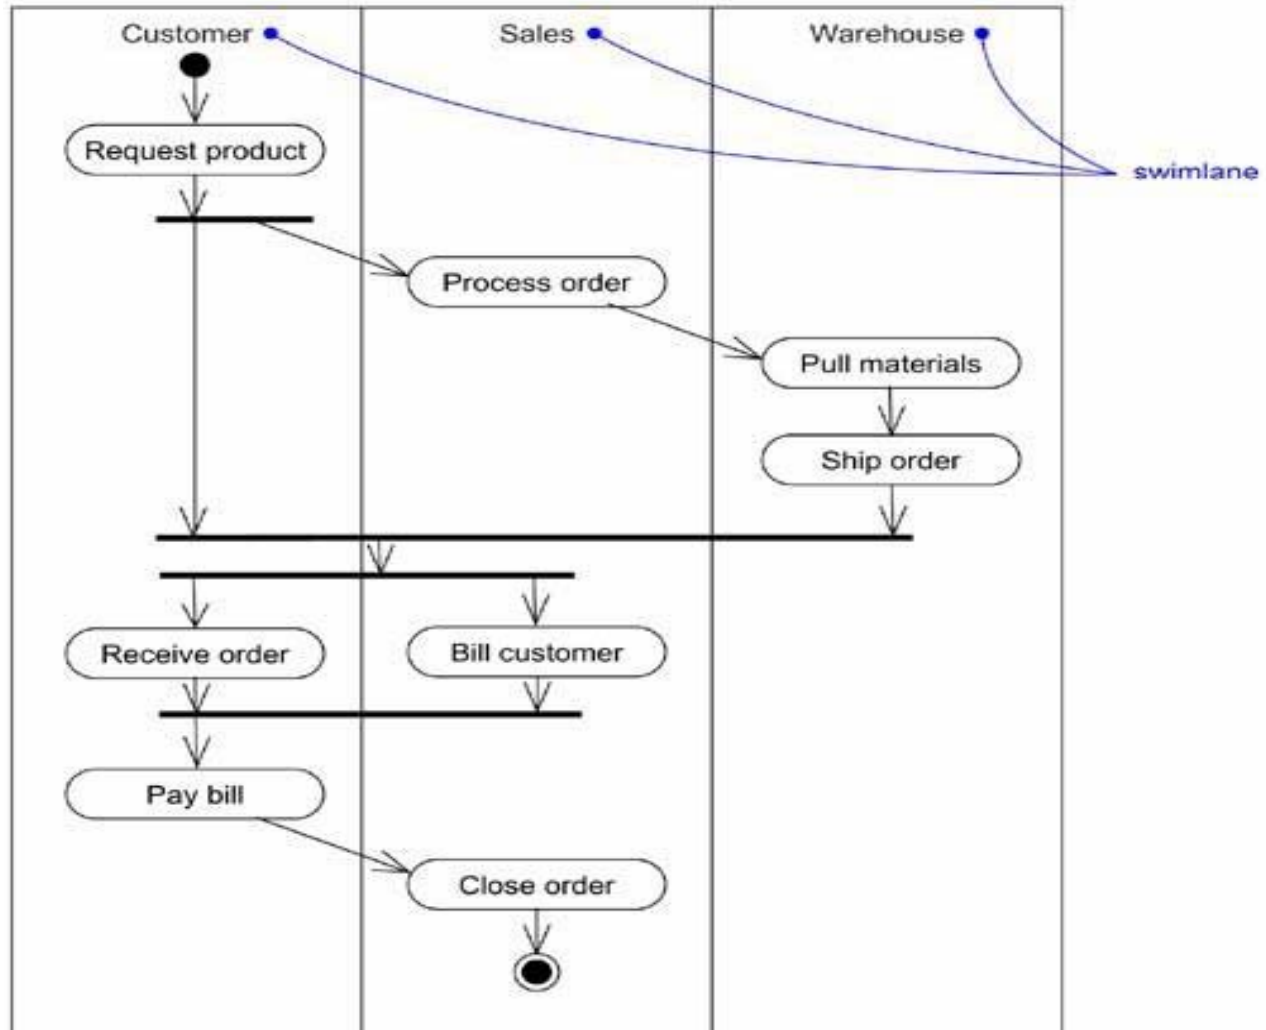 Customer
Sales
Warehouse
swimlane
Request product
Process order
Pull materials
Ship order
Receive order
Bill customer
Pay bill
Close order